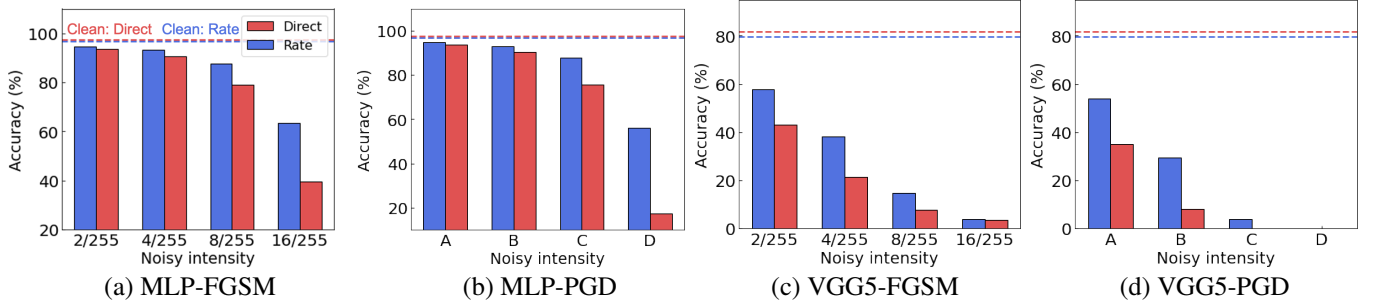 Clean: Direct Clean: Rate
Direct
Rate
Accuracy (%)
100
80
60
40
20
2/255 4/255 8/255 16/255
Noisy intensity
(a) MLP-FGSM
Accuracy (%)
100
80
60
40
20
A B C D
Noisy intensity
(b) MLP-PGD
Accuracy (%)
80
60
40
20
0
2/255 4/255 8/255 16/255
Noisy intensity
(c) VGG5-FGSM
Accuracy (%)
80
60
40
20
0
A B C D
Noisy intensity
(d) VGG5-PGD